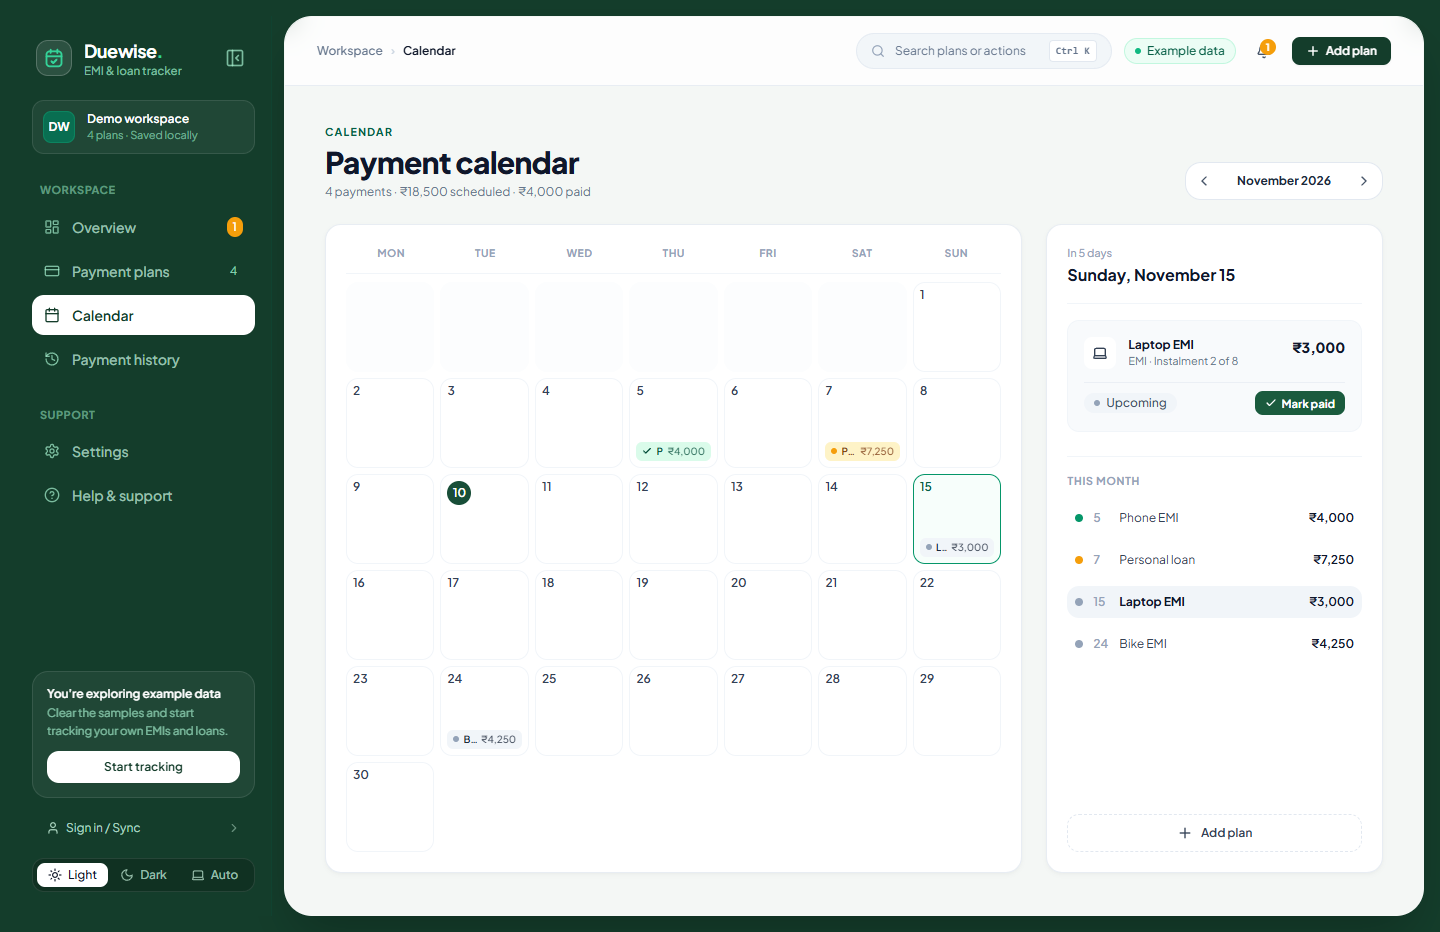 Duewise.
EMI & loan tracker
DW
Demo workspace
4 plans · Saved locally
WORKSPACE
Overview 1
Payment plans 4
Calendar
Payment history
SUPPORT
Settings
Help & support
You're exploring example data
Clear the samples and start
tracking your own EMIs and loans.
Start tracking
Sign in / Sync
Light Dark Auto
Workspace › Calendar
Search plans or actions Ctrl K
Example data
1
+ Add plan
CALENDAR
Payment calendar
4 payments · ₹18,500 scheduled · ₹4,000 paid
November 2026
MON TUE WED THU FRI SAT SUN
1
2 3 4 5 6 7 8
P ₹4,000 P... ₹7,250
9 10 11 12 13 14 15
L... ₹3,000
16 17 18 19 20 21 22
23 24 25 26 27 28 29
B... ₹4,250
30
In 5 days
Sunday, November 15
Laptop EMI ₹3,000
EMI · Instalment 2 of 8
Upcoming Mark paid
THIS MONTH
5 Phone EMI ₹4,000
7 Personal loan ₹7,250
15 Laptop EMI ₹3,000
24 Bike EMI ₹4,250
+ Add plan